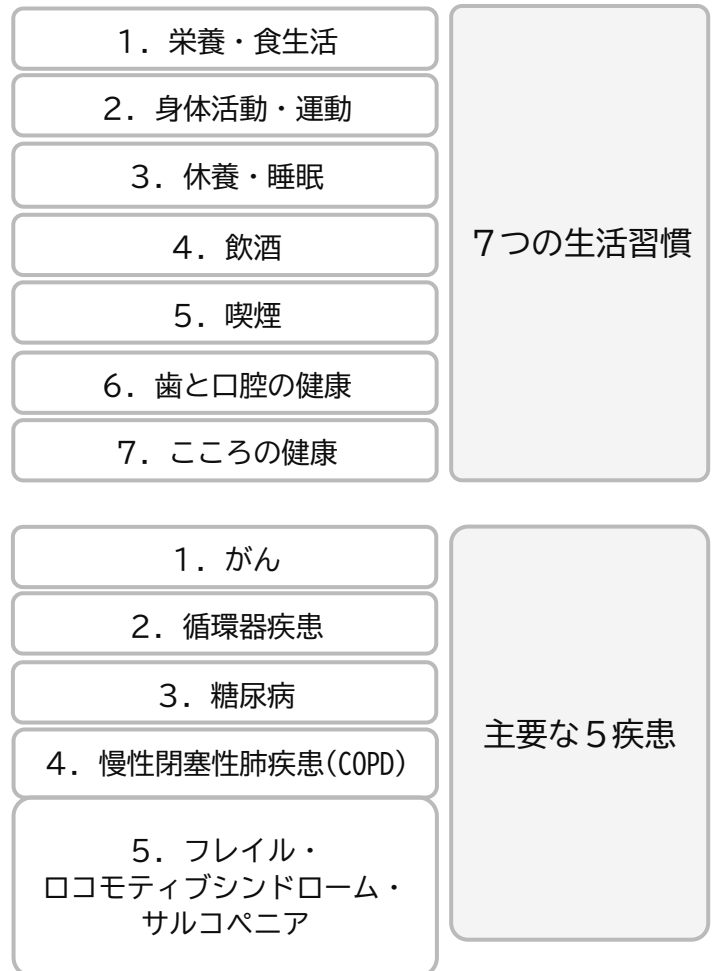 １．栄養・食生活
２．身体活動・運動
３．休養・睡眠
４．飲酒
５．喫煙
６．歯と口腔の健康
７．こころの健康
７つの生活習慣
１．がん
２．循環器疾患
３．糖尿病
４．慢性閉塞性肺疾患(COPD)
５．フレイル・
ロコモティブシンドローム・
サルコペニア
主要な５疾患